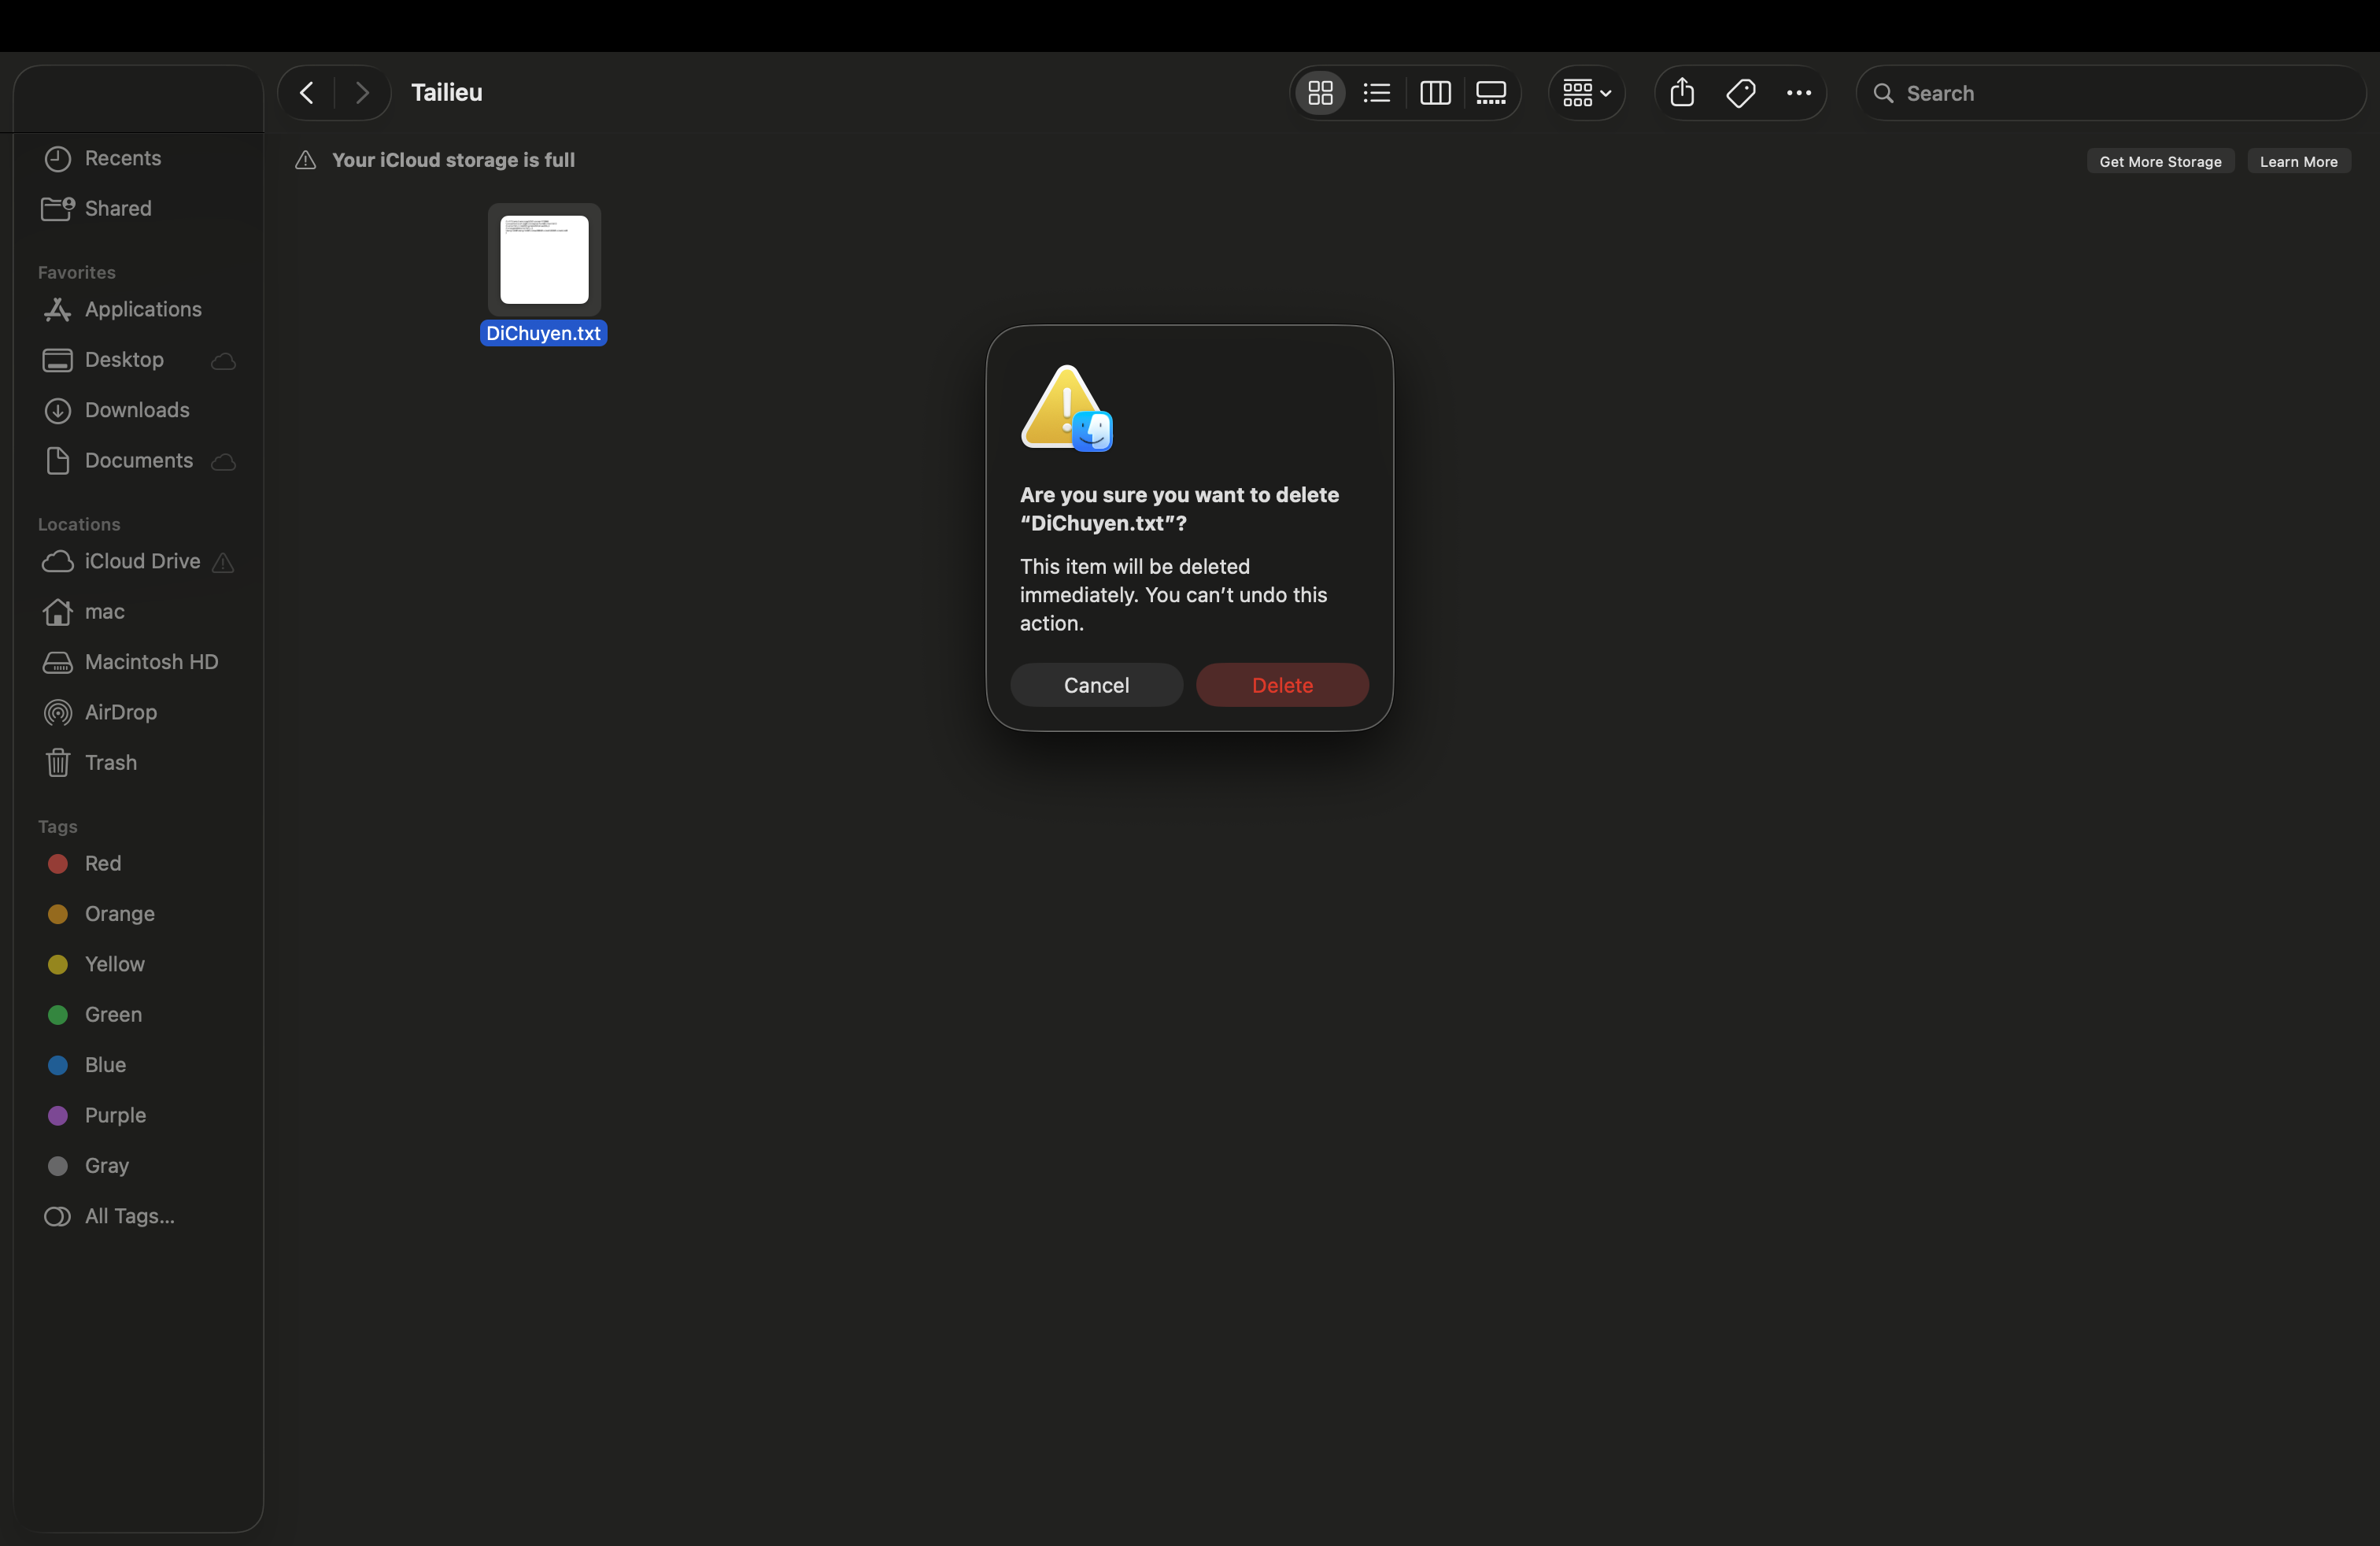 Tailieu
Search
Recents
Shared
Favorites
Applications
Desktop
Downloads
Documents
Locations
iCloud Drive
mac
Macintosh HD
AirDrop
Trash
Tags
Red
Orange
Yellow
Green
Blue
Purple
Gray
All Tags...
Your iCloud storage is full
Get More Storage
Learn More
DiChuyen.txt
Are you sure you want to delete
“DiChuyen.txt”?
This item will be deleted
immediately. You can’t undo this
action.
Cancel
Delete